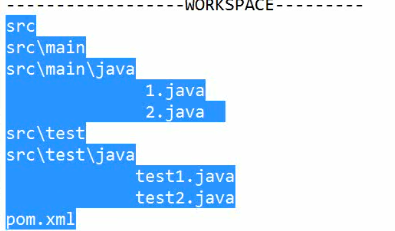 ------------------WORKSPACE---------
src
src\main
src\main\java
1.java
2.java
src\test
src\test\java
test1.java
test2.java
pom.xml